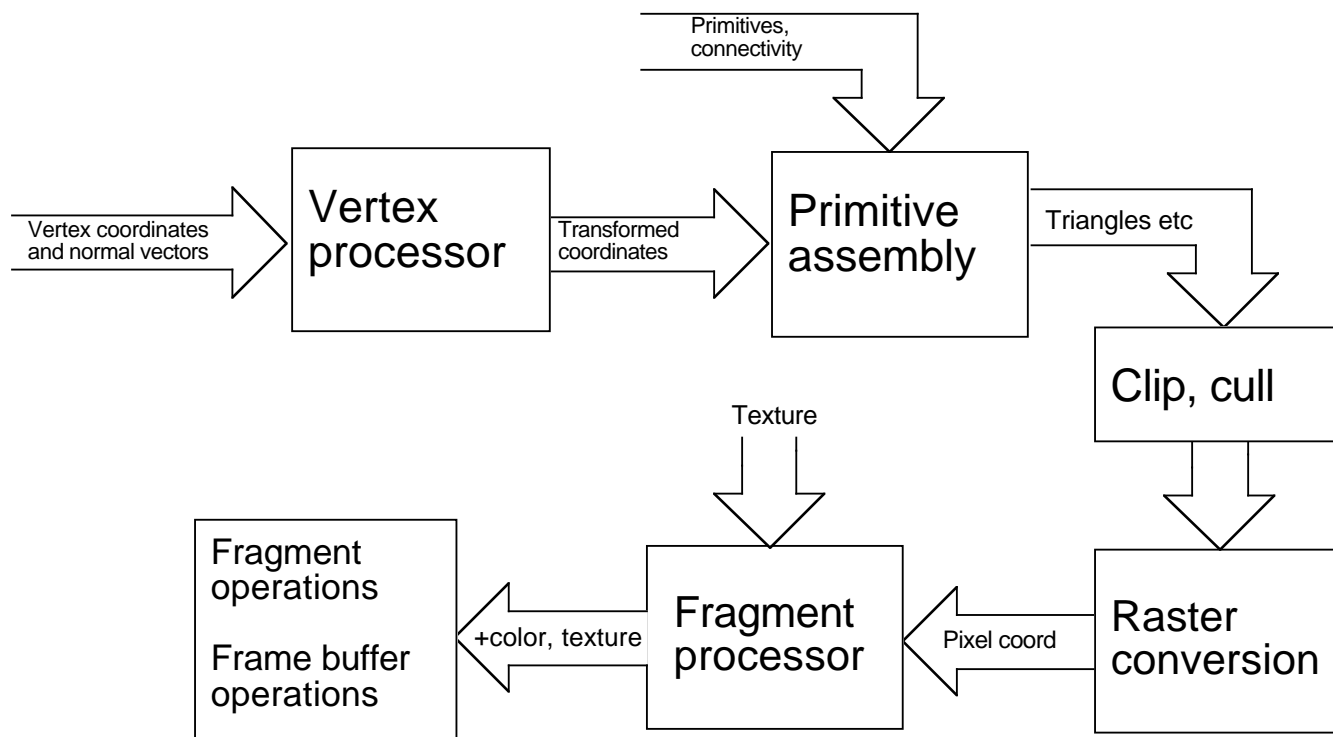 Primitives,
connectivity
Vertex coordinates
and normal vectors
Vertex
processor
Transformed
coordinates
Primitive
assembly
Triangles etc
Clip, cull
Texture
Fragment
operations
Frame buffer
operations
+color, texture
Fragment
processor
Pixel coord
Raster
conversion